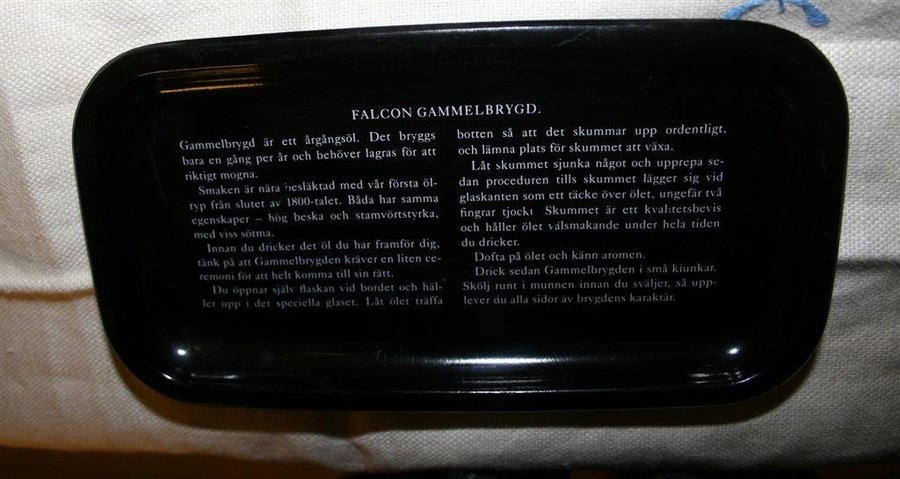 FALCON GAMMELBRYGD.
Gammelbrygd är ett årgångsöl. Det bryggs
bara en gång per år och behöver lagras för att
riktigt mogna.
Smaken är nära besläktad med vår första öl-
typ från slutet av 1800-talet. Båda har samma
egenskaper – hög beska och stamvörtstyrka,
med viss sötma.
Innan du dricker det öl du har framför dig,
tänk på att Gammelbrygden kräver en liten ce-
remoni för att helt komma till sin rätt.
Du öppnar själv flaskan vid bordet och häl-
ler upp i det speciella glaset. Låt ölet träffa
botten så att det skummar upp ordentligt,
och lämna plats för skummet att växa.
Låt skummet sjunka något och upprepa se-
dan proceduren tills skummet lägger sig vid
glaskanten som ett täcke över ölet, ungefär två
fingrar tjockt Skummet är ett kvalitetsbevis
och håller ölet välsmakande under hela tiden
du dricker.
Dofta på ölet och känn aromen.
Drick sedan Gammelbrygden i små klunkar.
Skölj runt i munnen innan du sväljer, så upp-
lever du alla sidor av brygdens karaktär.